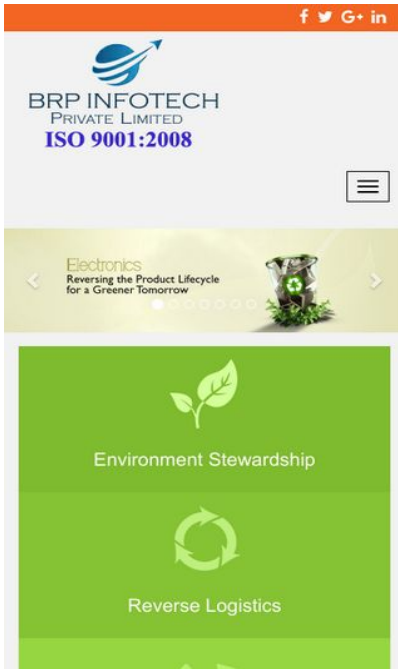 f G+ in
BRP INFOTECH
PRIVATE LIMITED
ISO 9001:2008
Electronics
Reversing the Product Lifecycle
for a Greener Tomorrow
Environment Stewardship
Reverse Logistics